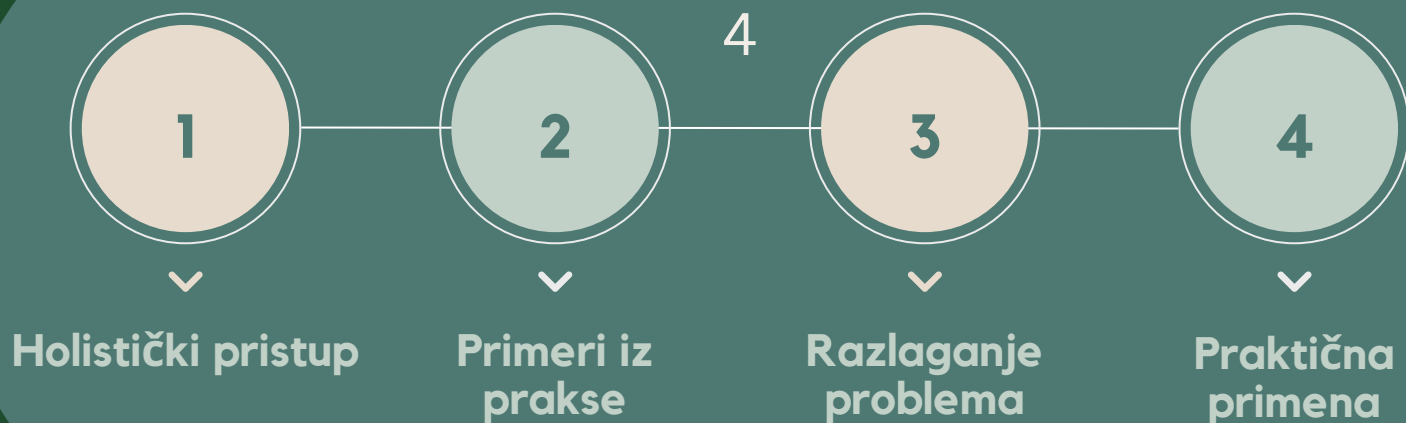 4
1
2
3
4
Holistički pristup
Primeri iz
prakse
Razlaganje
problema
Praktična
primena